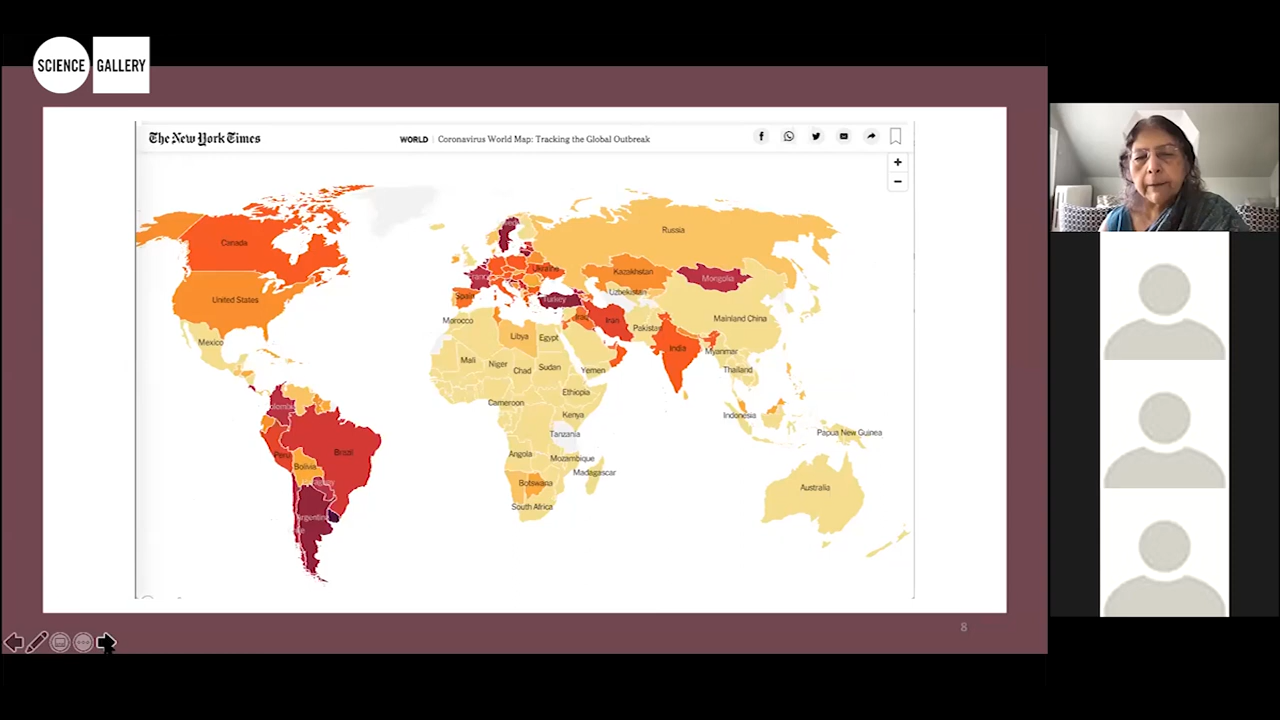 SCIENCE GALLERY
The New York Times
WORLD | Coronavirus World Map: Tracking the Global Outbreak
+
−
Russia
Canada
Ukraine
Kazakhstan
Mongolia
United States
Spain
Turkey
Uzbekistan
Morocco
Iraq
Iran
Pakistan
Mainland China
Mexico
Libya
Egypt
India
Myanmar
Mali
Niger
Chad
Sudan
Yemen
Thailand
Ethiopia
Cameroon
Kenya
Indonesia
Tanzania
Papua New Guinea
Peru
Brazil
Bolivia
Angola
Mozambique
Madagascar
Botswana
Australia
South Africa
Argentina
8